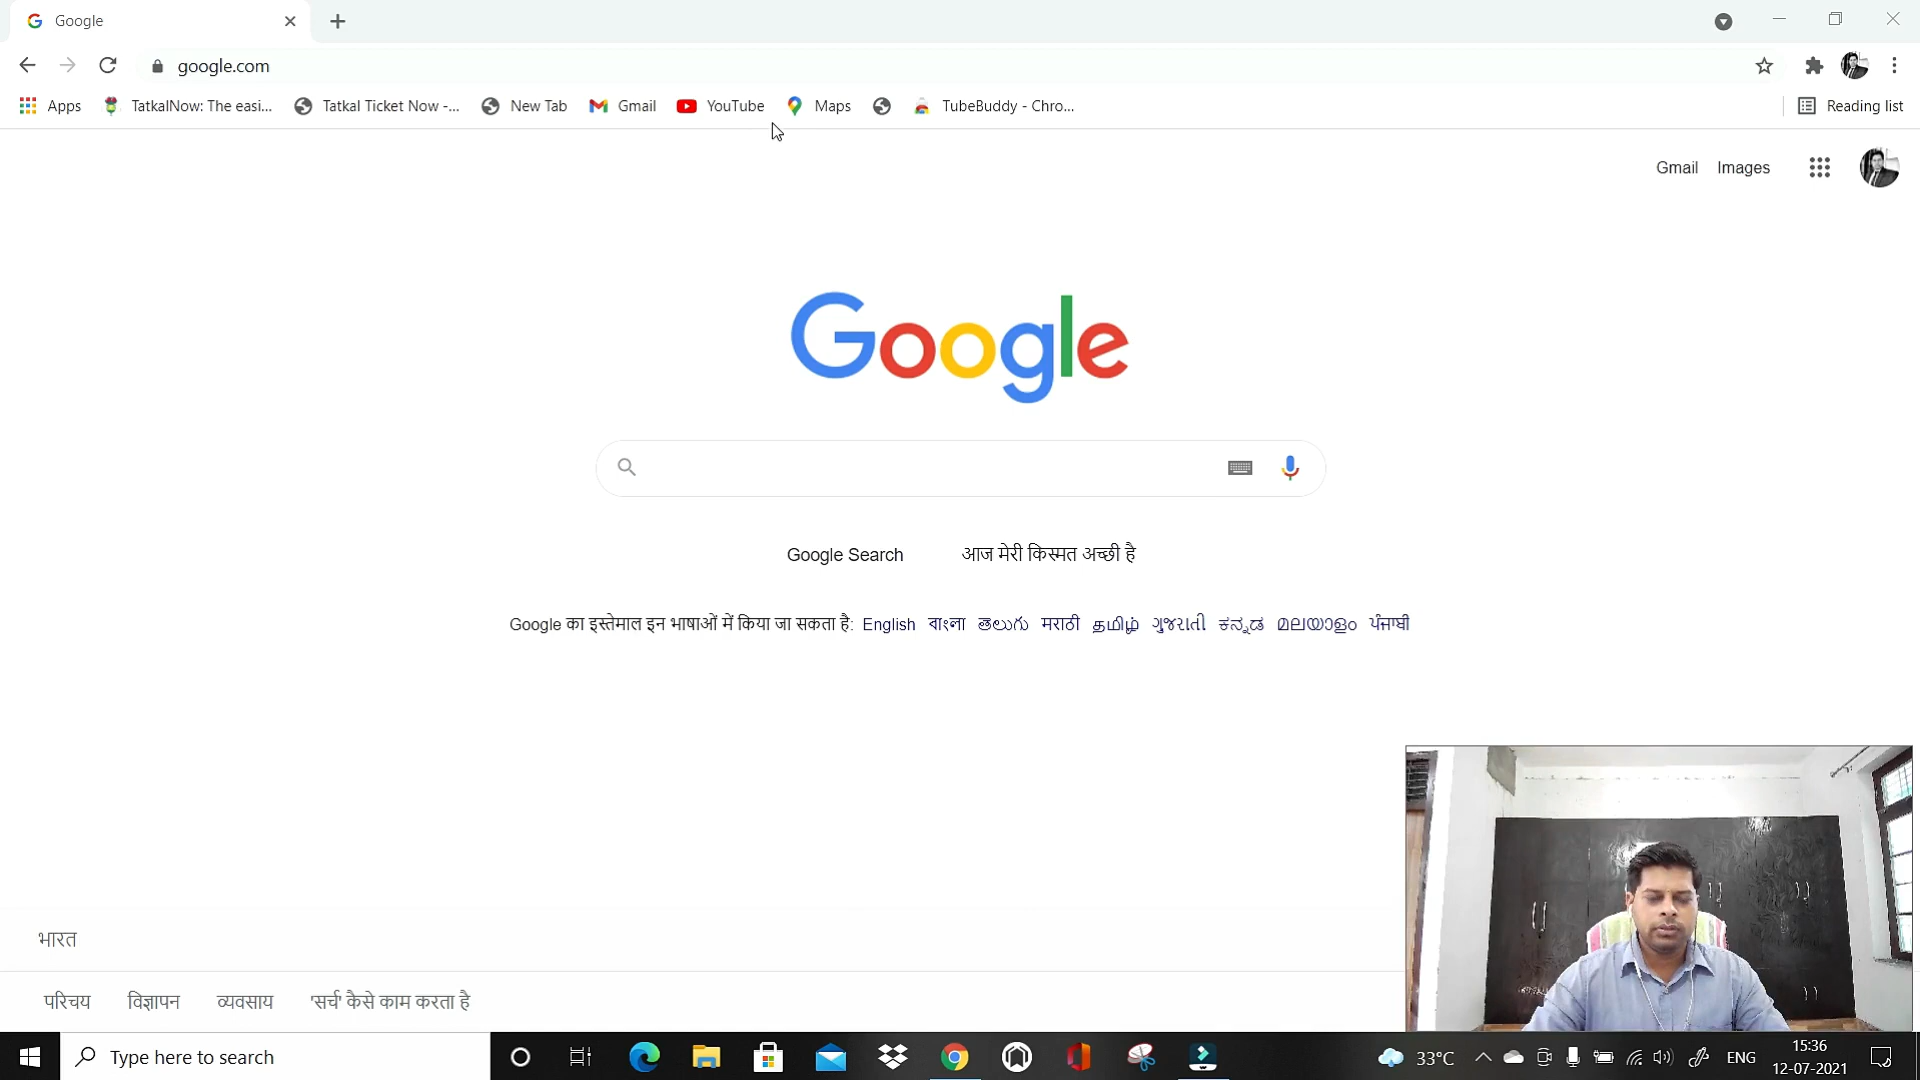 Google
google.com
Apps TatkalNow: The easi... Tatkal Ticket Now -... New Tab Gmail YouTube Maps TubeBuddy - Chro... Reading list
Gmail Images
Google
Google Search आज मेरी किस्मत अच्छी है
Google का इस्तेमाल इन भाषाओं में किया जा सकता है: English বাংলা తెలుగు मराठी தமிழ் ગુજરાતી ಕನ್ನಡ മലയാളം ਪੰਜਾਬੀ
भारत
परिचय विज्ञापन व्यवसाय 'सर्च' कैसे काम करता है
Type here to search 33°C ENG 15:36
12-07-2021